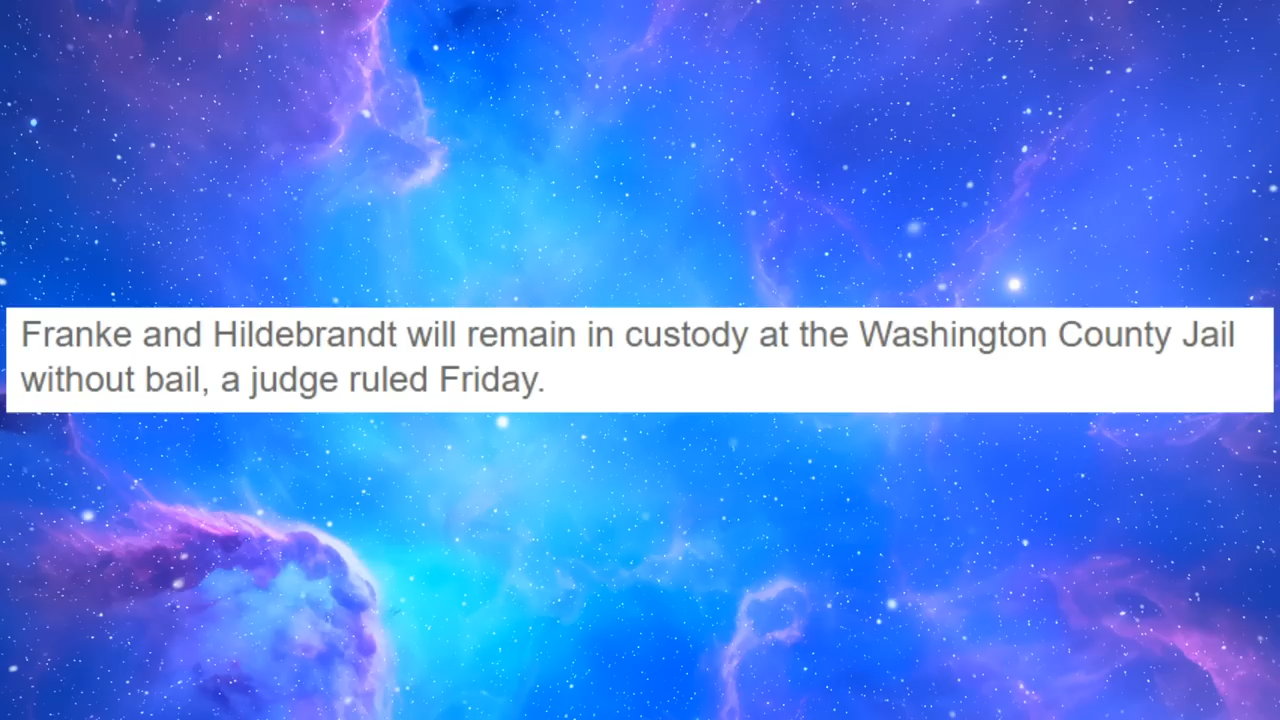 Franke and Hildebrandt will remain in custody at the Washington County Jail
without bail, a judge ruled Friday.